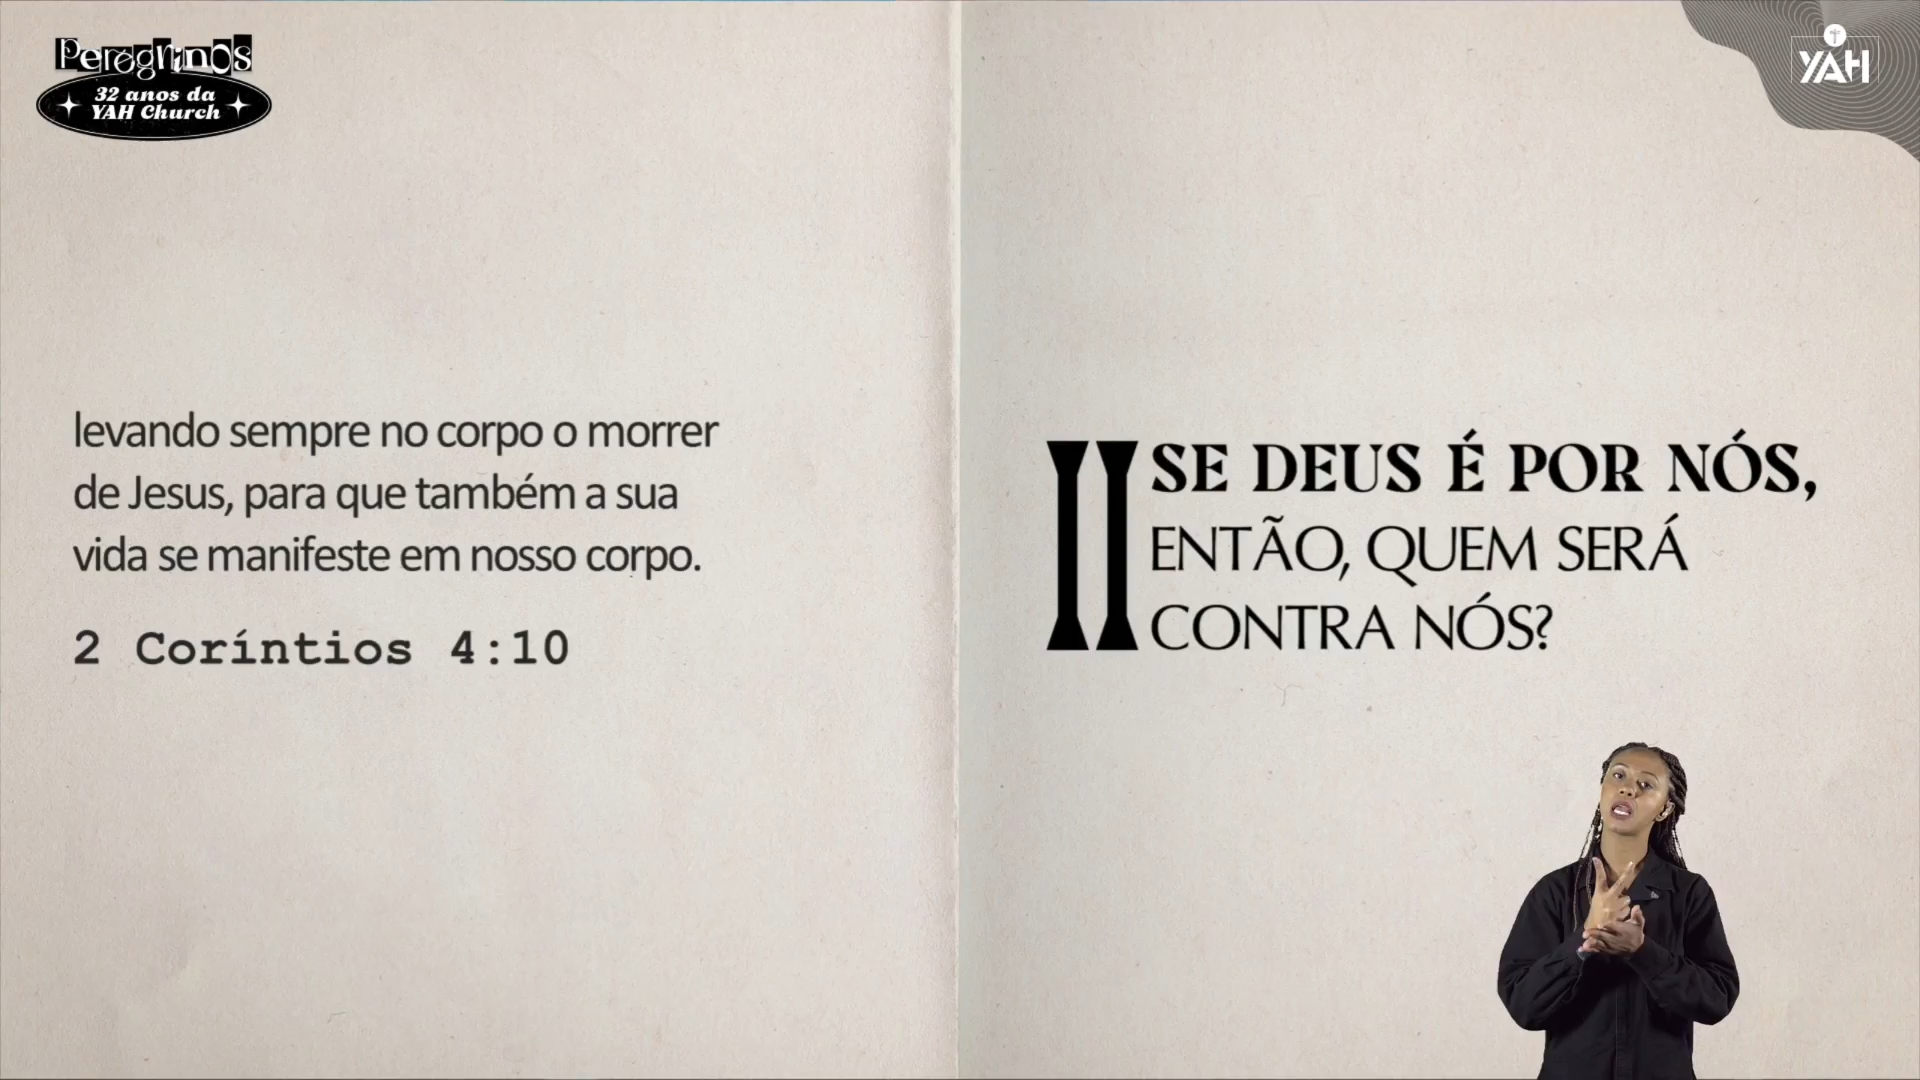 Peregrinos
32 anos da
YAH Church
YAH
levando sempre no corpo o morrer
de Jesus, para que também a sua
vida se manifeste em nosso corpo.
2 Coríntios 4:10
II
SE DEUS É POR NÓS,
ENTÃO, QUEM SERÁ
CONTRA NÓS?